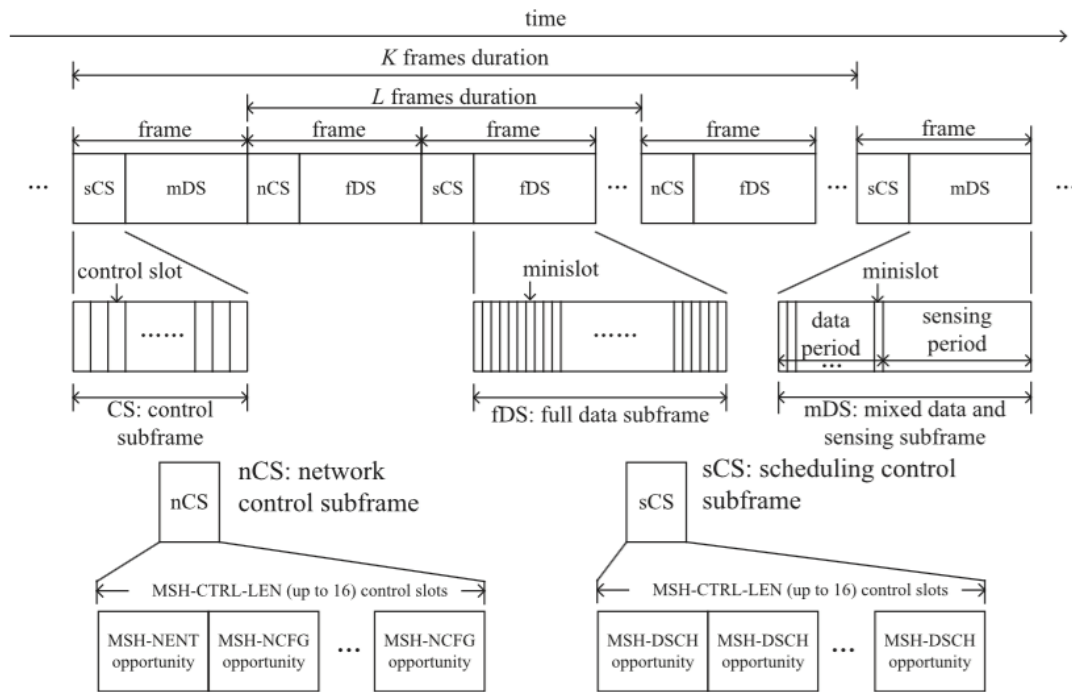 time
K frames duration
L frames duration
frame frame frame frame frame
... sCS mDS nCS fDS sCS fDS ... nCS fDS ... sCS mDS ...
control slot
minislot
minislot
......
......
data
period
...
sensing
period
CS: control
subframe
fDS: full data subframe
mDS: mixed data and
sensing subframe
nCS
nCS: network
control subframe
sCS
sCS: scheduling control
subframe
MSH-CTRL-LEN (up to 16) control slots
MSH-NENT
opportunity
MSH-NCFG
opportunity
...
MSH-NCFG
opportunity
MSH-CTRL-LEN (up to 16) control slots
MSH-DSCH
opportunity
MSH-DSCH
opportunity
...
MSH-DSCH
opportunity